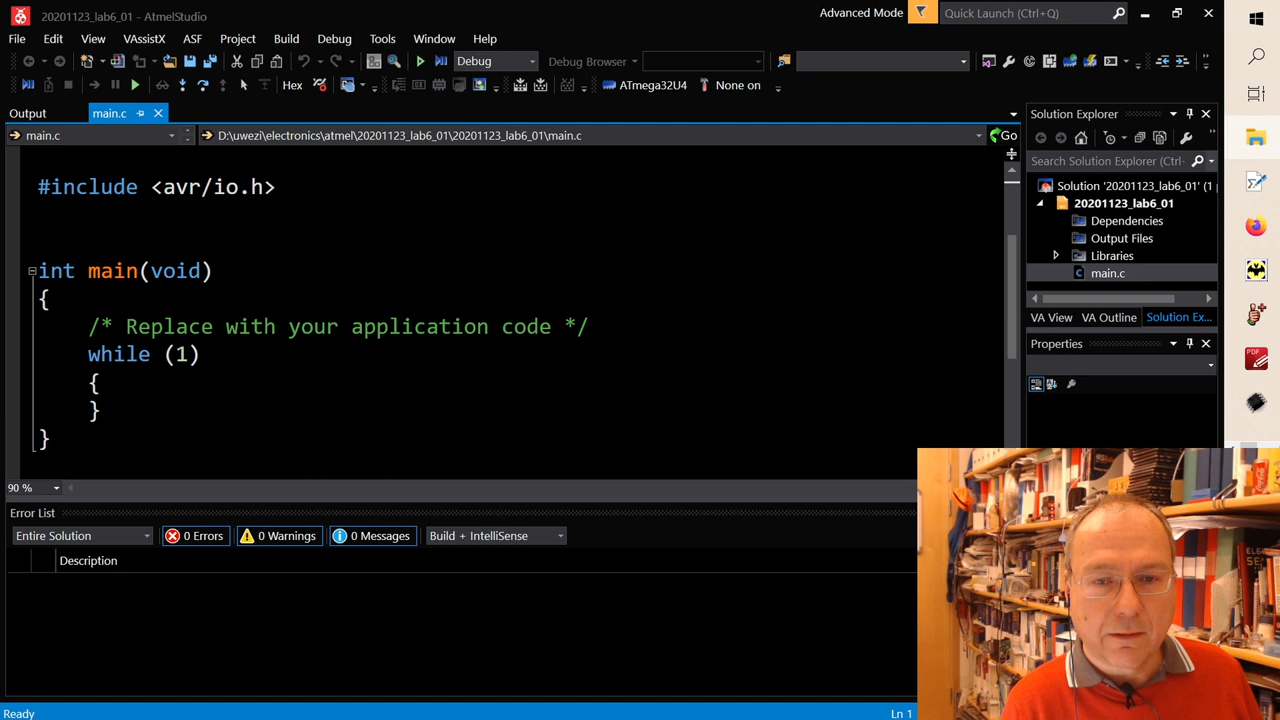 20201123_lab6_01 - AtmelStudio
Advanced Mode
Quick Launch (Ctrl+Q)
File Edit View VAssistX ASF Project Build Debug Tools Window Help
Debug
Debug Browser
Hex
ATmega32U4
None on
Output
main.c
main.c
D:\uwezi\electronics\atmel\20201123_lab6_01\20201123_lab6_01\main.c
Go
#include <avr/io.h>
int main(void)
{
/* Replace with your application code */
while (1)
{
}
}
90 %
Error List
Entire Solution
0 Errors
0 Warnings
0 Messages
Build + IntelliSense
Description
Ready
Ln 1
Solution Explorer
Search Solution Explorer (Ctrl-
Solution '20201123_lab6_01' (1 p
20201123_lab6_01
Dependencies
Output Files
Libraries
main.c
VA View VA Outline Solution Ex...
Properties
PDF